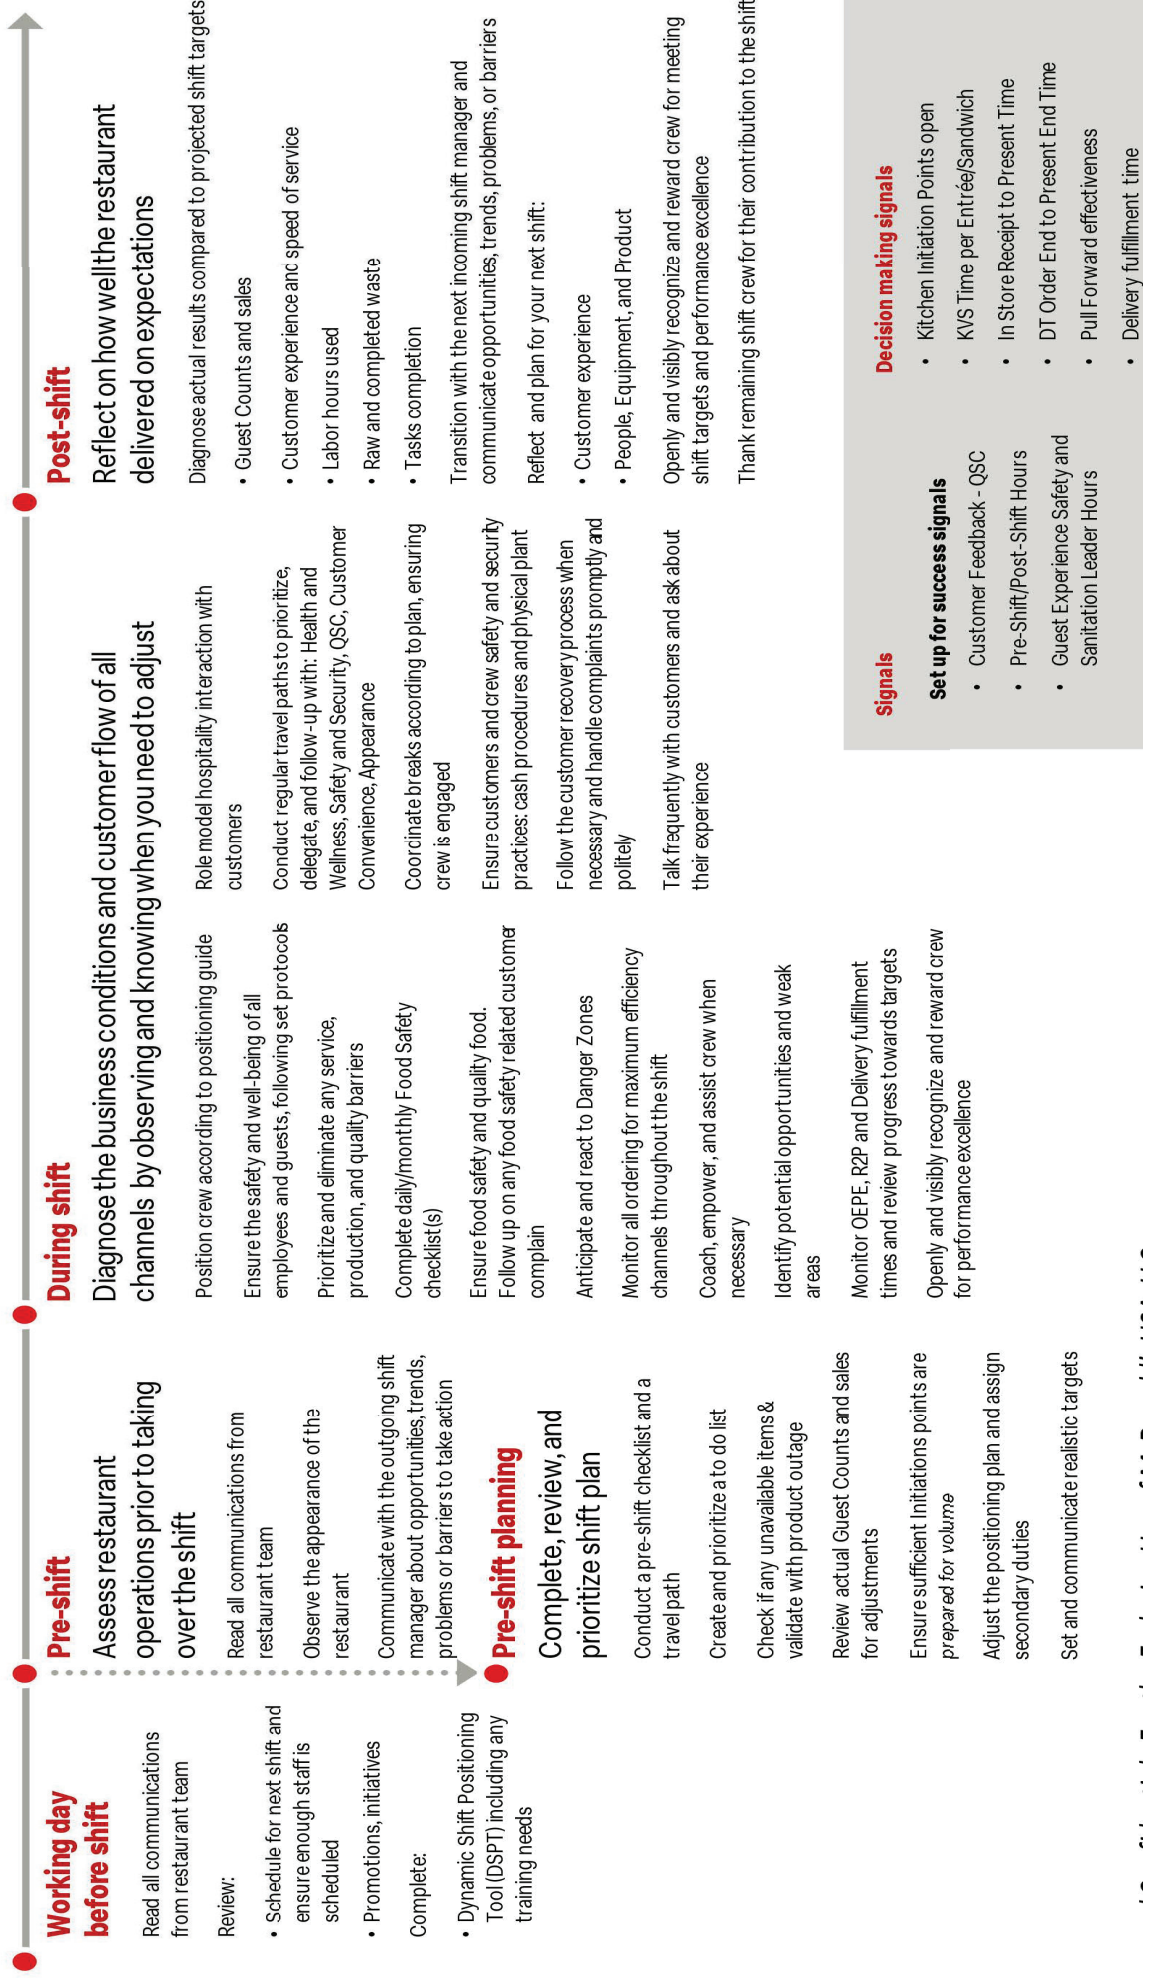 Working day
before shift
Read all communications
from restaurant team
Review:
• Schedule for next shift and
ensure enough staff is
scheduled
• Promotions, initiatives
Complete:
• Dynamic Shift Positioning
Tool (DSPT) including any
training needs
Pre-shift
Assess restaurant
operations prior to taking
over the shift
Read all communications from
restaurant team
Observe the appearance of the
restaurant
Communicate with the outgoing shift
manager about opportunities, trends,
problems or barriers to take action
Pre-shift planning
Complete, review, and
prioritize shift plan
Conduct a pre-shift checklist and a
travel path
Create and prioritize a to do list
Check if any unavailable items &
validate with product outage
Review actual Guest Counts and sales
for adjustments
Ensure sufficient Initiations points are
prepared for volume
Adjust the positioning plan and assign
secondary duties
Set and communicate realistic targets
During shift
Diagnose the business conditions and customer flow of all
channels by observing and knowing when you need to adjust
Position crew according to positioning guide
Ensure the safety and well-being of all
employees and guests, following set protocols
Prioritize and eliminate any service,
production, and quality barriers
Complete daily/monthly Food Safety
checklist(s)
Ensure food safety and quality food.
Follow up on any food safety related customer
complain
Anticipate and react to Danger Zones
Monitor all ordering for maximum efficiency
channels throughout the shift
Coach, empower, and assist crew when
necessary
Identify potential opportunities and weak
areas
Monitor OEPE, R2P and Delivery fulfillment
times and review progress towards targets
Openly and visibly recognize and reward crew
for performance excellence
Role model hospitality interaction with
customers
Conduct regular travel paths to prioritize,
delegate, and follow-up with: Health and
Wellness, Safety and Security, QSC, Customer
Convenience, Appearance
Coordinate breaks according to plan, ensuring
crew is engaged
Ensure customers and crew safety and security
practices: cash procedures and physical plant
Follow the customer recovery process when
necessary and handle complaints promptly and
politely
Talk frequently with customers and ask about
their experience
Post-shift
Reflect on how well the restaurant
delivered on expectations
Diagnose actual results compared to projected shift targets
• Guest Counts and sales
• Customer experience and speed of service
• Labor hours used
• Raw and completed waste
• Tasks completion
Transition with the next incoming shift manager and
communicate opportunities, trends, problems, or barriers
Reflect and plan for your next shift:
• Customer experience
• People, Equipment, and Product
Openly and visibly recognize and reward crew for meeting
shift targets and performance excellence
Thank remaining shift crew for their contribution to the shift
Signals
Set up for success signals
• Customer Feedback - QSC
• Pre-Shift/Post-Shift Hours
• Guest Experience Safety and
Sanitation Leader Hours
Decision making signals
• Kitchen Initiation Points open
• KVS Time per Entrée/Sandwich
• In Store Receipt to Present Time
• DT Order End to Present End Time
• Pull Forward effectiveness
• Delivery fulfillment time